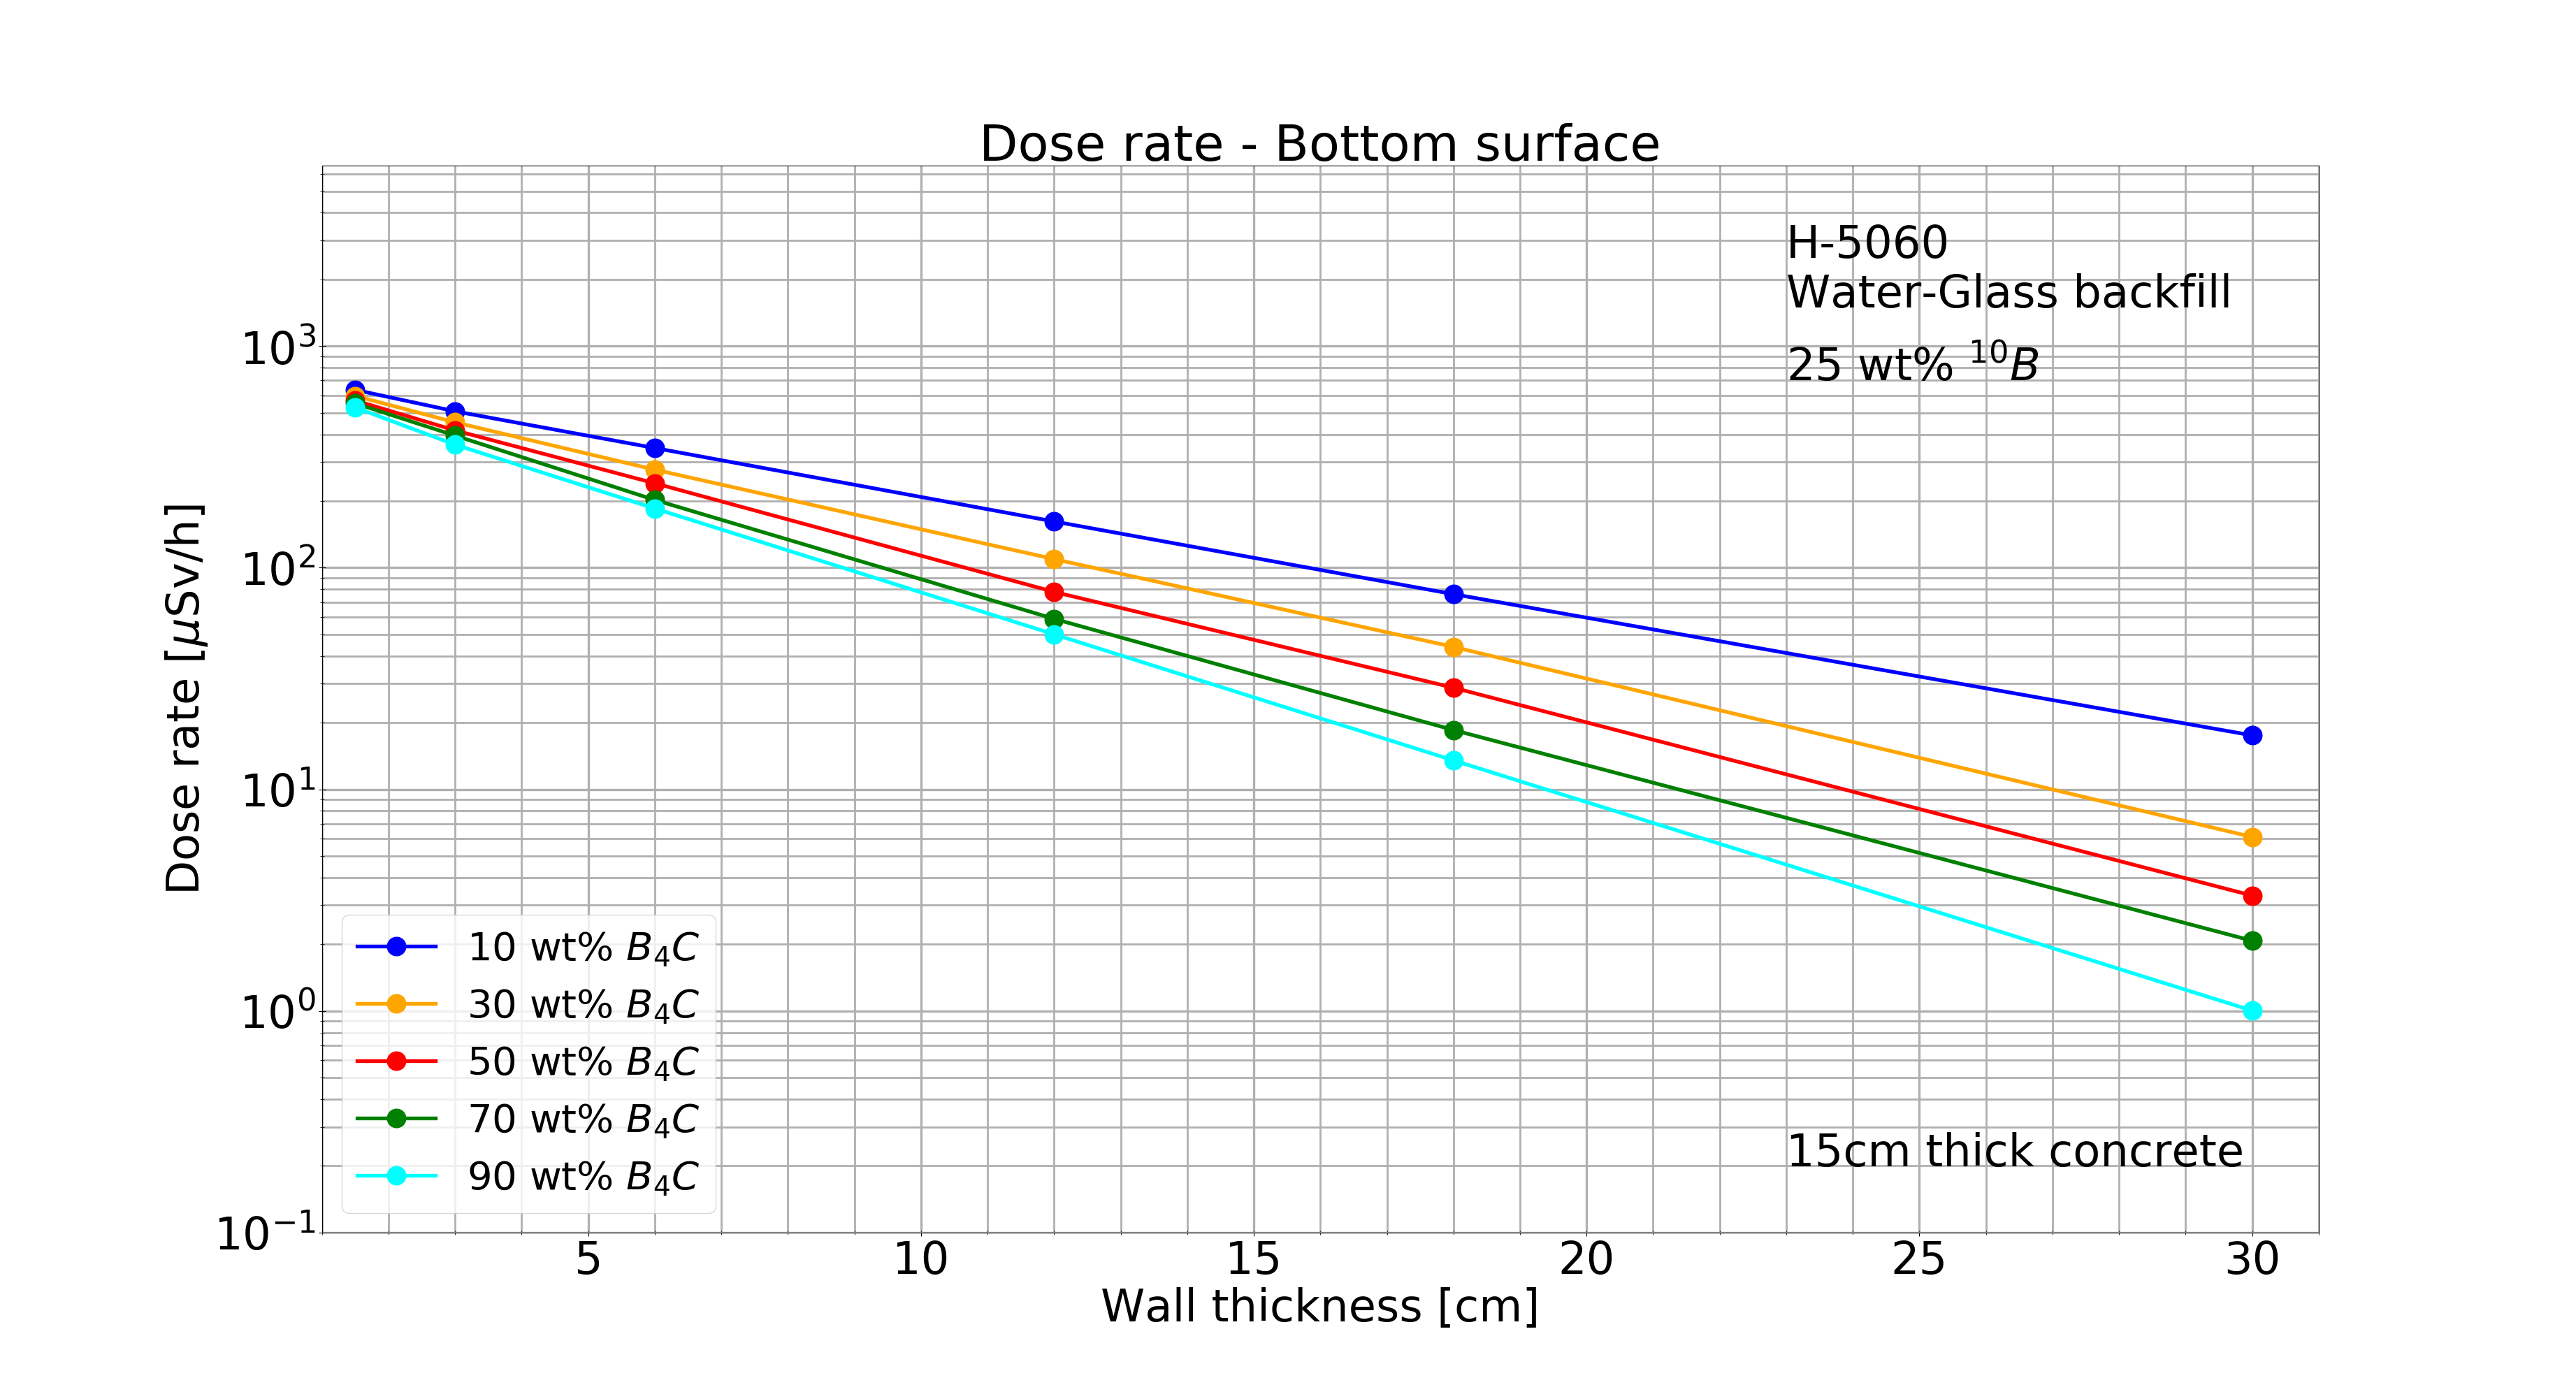 Dose rate - Bottom surface
H-5060
Water-Glass backfill
25 wt% ¹⁰B
Dose rate [μSv/h]
10³
10²
10¹
10⁰
10⁻¹
10 wt% B₄C
30 wt% B₄C
50 wt% B₄C
70 wt% B₄C
90 wt% B₄C
15cm thick concrete
5 10 15 20 25 30
Wall thickness [cm]